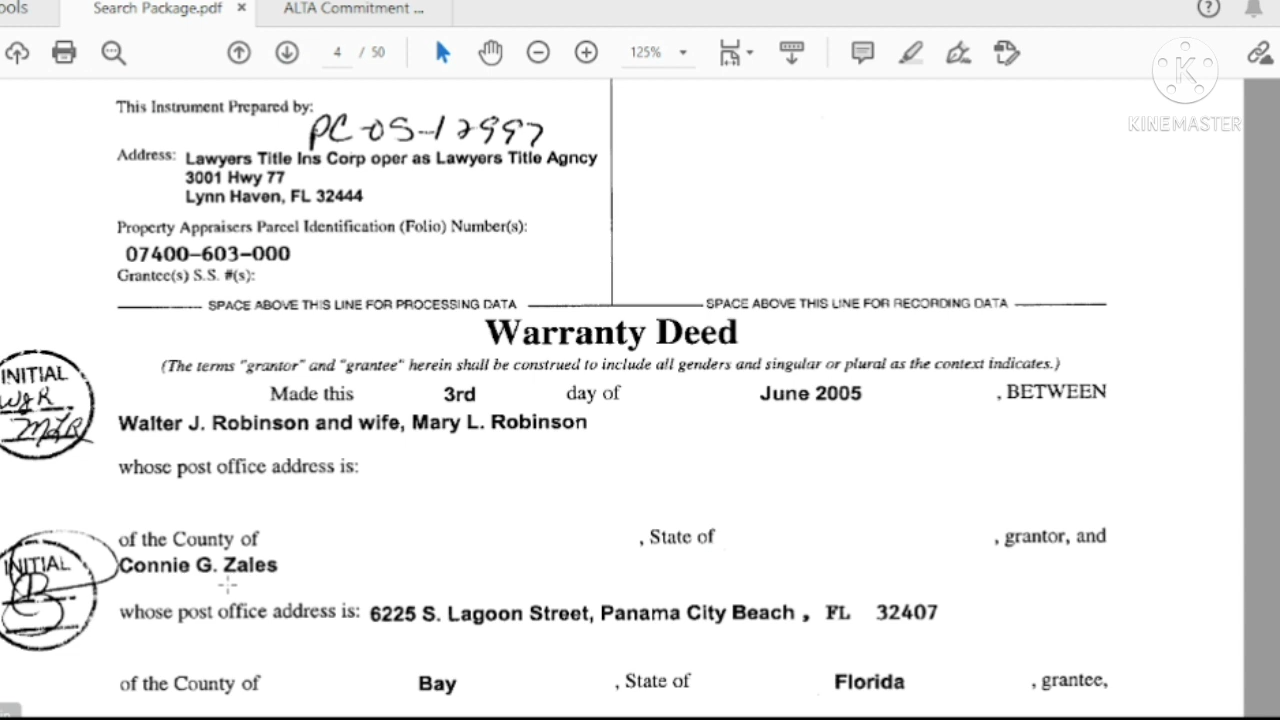 ools
Search Package.pdf ×
ALTA Commitment ...
4 / 50
125%
KINEMASTER
This Instrument Prepared by:
PC-05-12997
Address: Lawyers Title Ins Corp oper as Lawyers Title Agncy
3001 Hwy 77
Lynn Haven, FL 32444
Property Appraisers Parcel Identification (Folio) Number(s):
07400-603-000
Grantee(s) S.S. #(s):
SPACE ABOVE THIS LINE FOR PROCESSING DATA SPACE ABOVE THIS LINE FOR RECORDING DATA
Warranty Deed
(The terms "grantor" and "grantee" herein shall be construed to include all genders and singular or plural as the context indicates.)
INITIAL
WJR
MLR
Made this 3rd day of June 2005 , BETWEEN
Walter J. Robinson and wife, Mary L. Robinson
whose post office address is:
of the County of , State of , grantor, and
INITIAL
Connie G. Zales
whose post office address is: 6225 S. Lagoon Street, Panama City Beach , FL 32407
of the County of Bay , State of Florida , grantee,